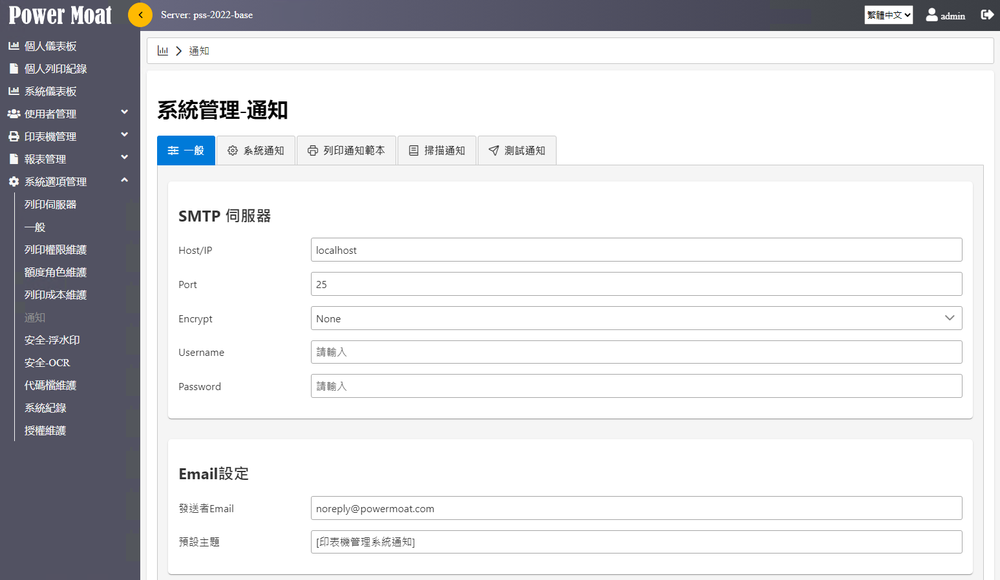 Power Moat
Server: pss-2022-base
繁體中文
admin
個人儀表板
個人列印紀錄
系統儀表板
使用者管理
印表機管理
報表管理
系統選項管理
列印伺服器
一般
列印權限維護
額度角色維護
列印成本維護
通知
安全-浮水印
安全-OCR
代碼檔維護
系統紀錄
授權維護
通知
系統管理-通知
一般
系統通知
列印通知範本
掃描通知
測試通知
SMTP 伺服器
Host/IP
localhost
Port
25
Encrypt
None
Username
請輸入
Password
請輸入
Email設定
發送者Email
noreply@powermoat.com
預設主題
[印表機管理系統通知]